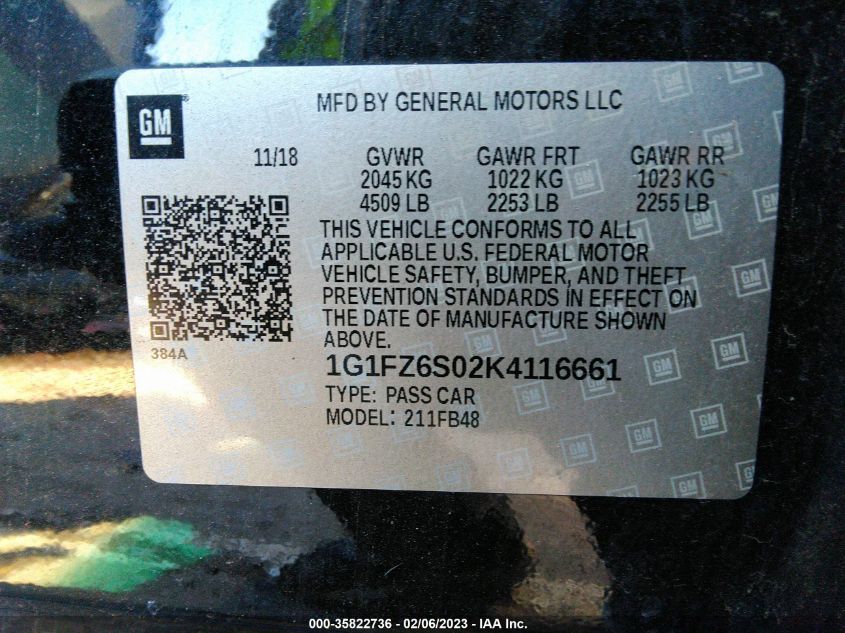 GM
MFD BY GENERAL MOTORS LLC
11/18 GVWR GAWR FRT GAWR RR
2045 KG 1022 KG 1023 KG
4509 LB 2253 LB 2255 LB
THIS VEHICLE CONFORMS TO ALL
APPLICABLE U.S. FEDERAL MOTOR
VEHICLE SAFETY, BUMPER, AND THEFT
PREVENTION STANDARDS IN EFFECT ON
THE DATE OF MANUFACTURE SHOWN
ABOVE.
384A
1G1FZ6S02K4116661
TYPE: PASS CAR
MODEL: 211FB48
000-35822736 - 02/06/2023 - IAA Inc.